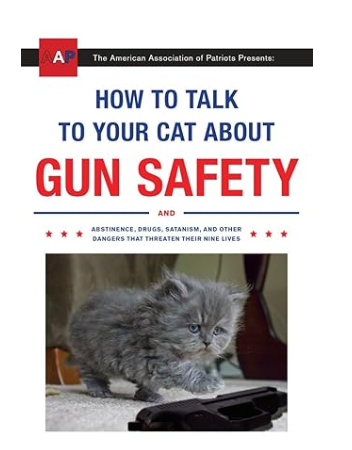 AAP
The American Association of Patriots Presents:
HOW TO TALK
TO YOUR CAT ABOUT
GUN SAFETY
AND
ABSTINENCE, DRUGS, SATANISM, AND OTHER
DANGERS THAT THREATEN THEIR NINE LIVES